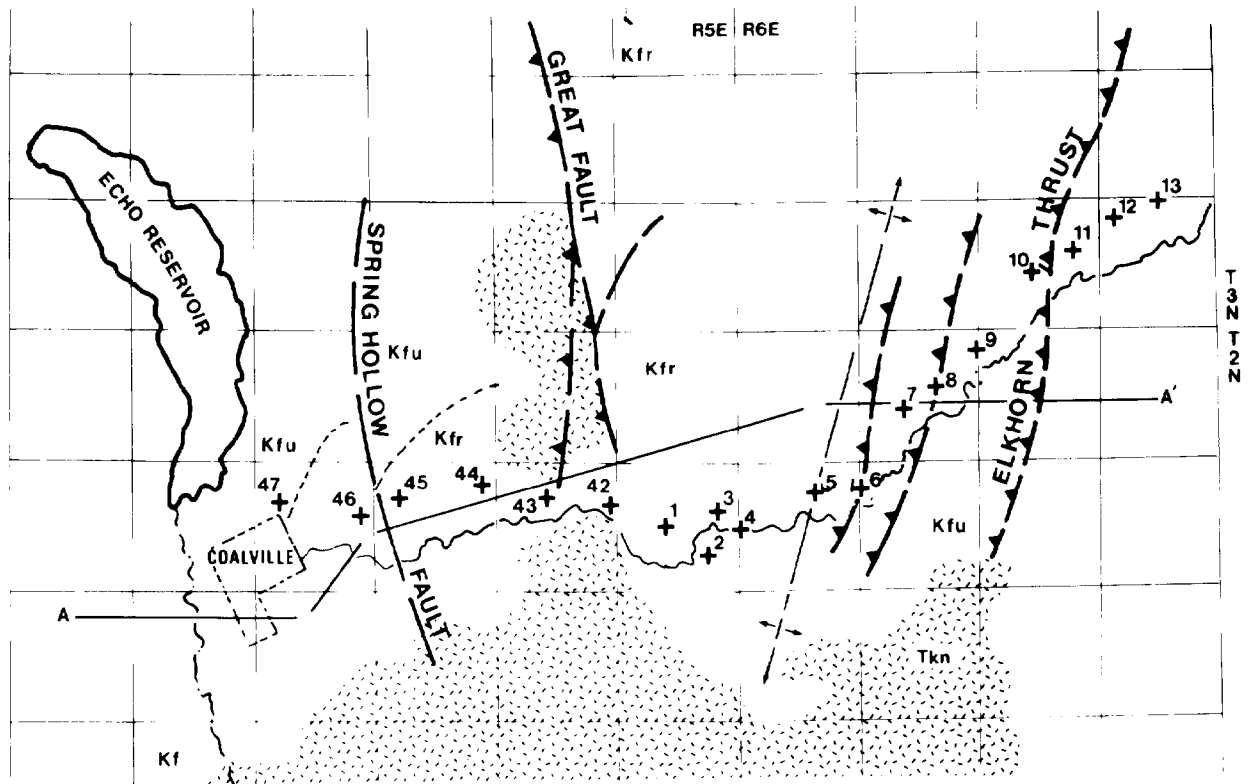 R5E R6E
Kfr
GREAT FAULT
ECHO RESERVOIR
SPRING HOLLOW
FAULT
ELKHORN THRUST
13
12
11
10
T3N T2N
Kfu
Kfr
9
8
7
A'
Kfu
Kfr
47
46
45
44
43
42
1
3
2
4
5
6
Kfu
COALVILLE
A
Tkn
Kf